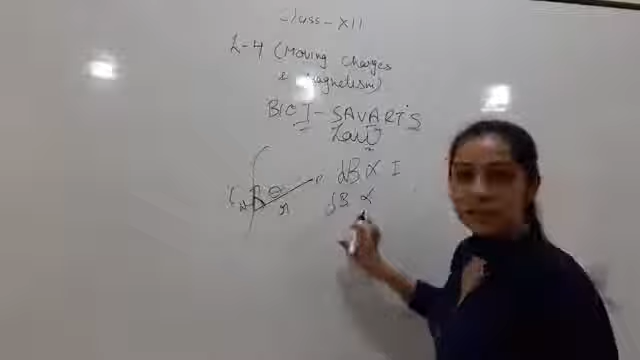 Class - XII
L-4 (Moving Charges
& Magnetism)
BIOT - SAVART'S
Law
dB ∝ I
dB ∝
θ
r
P
I